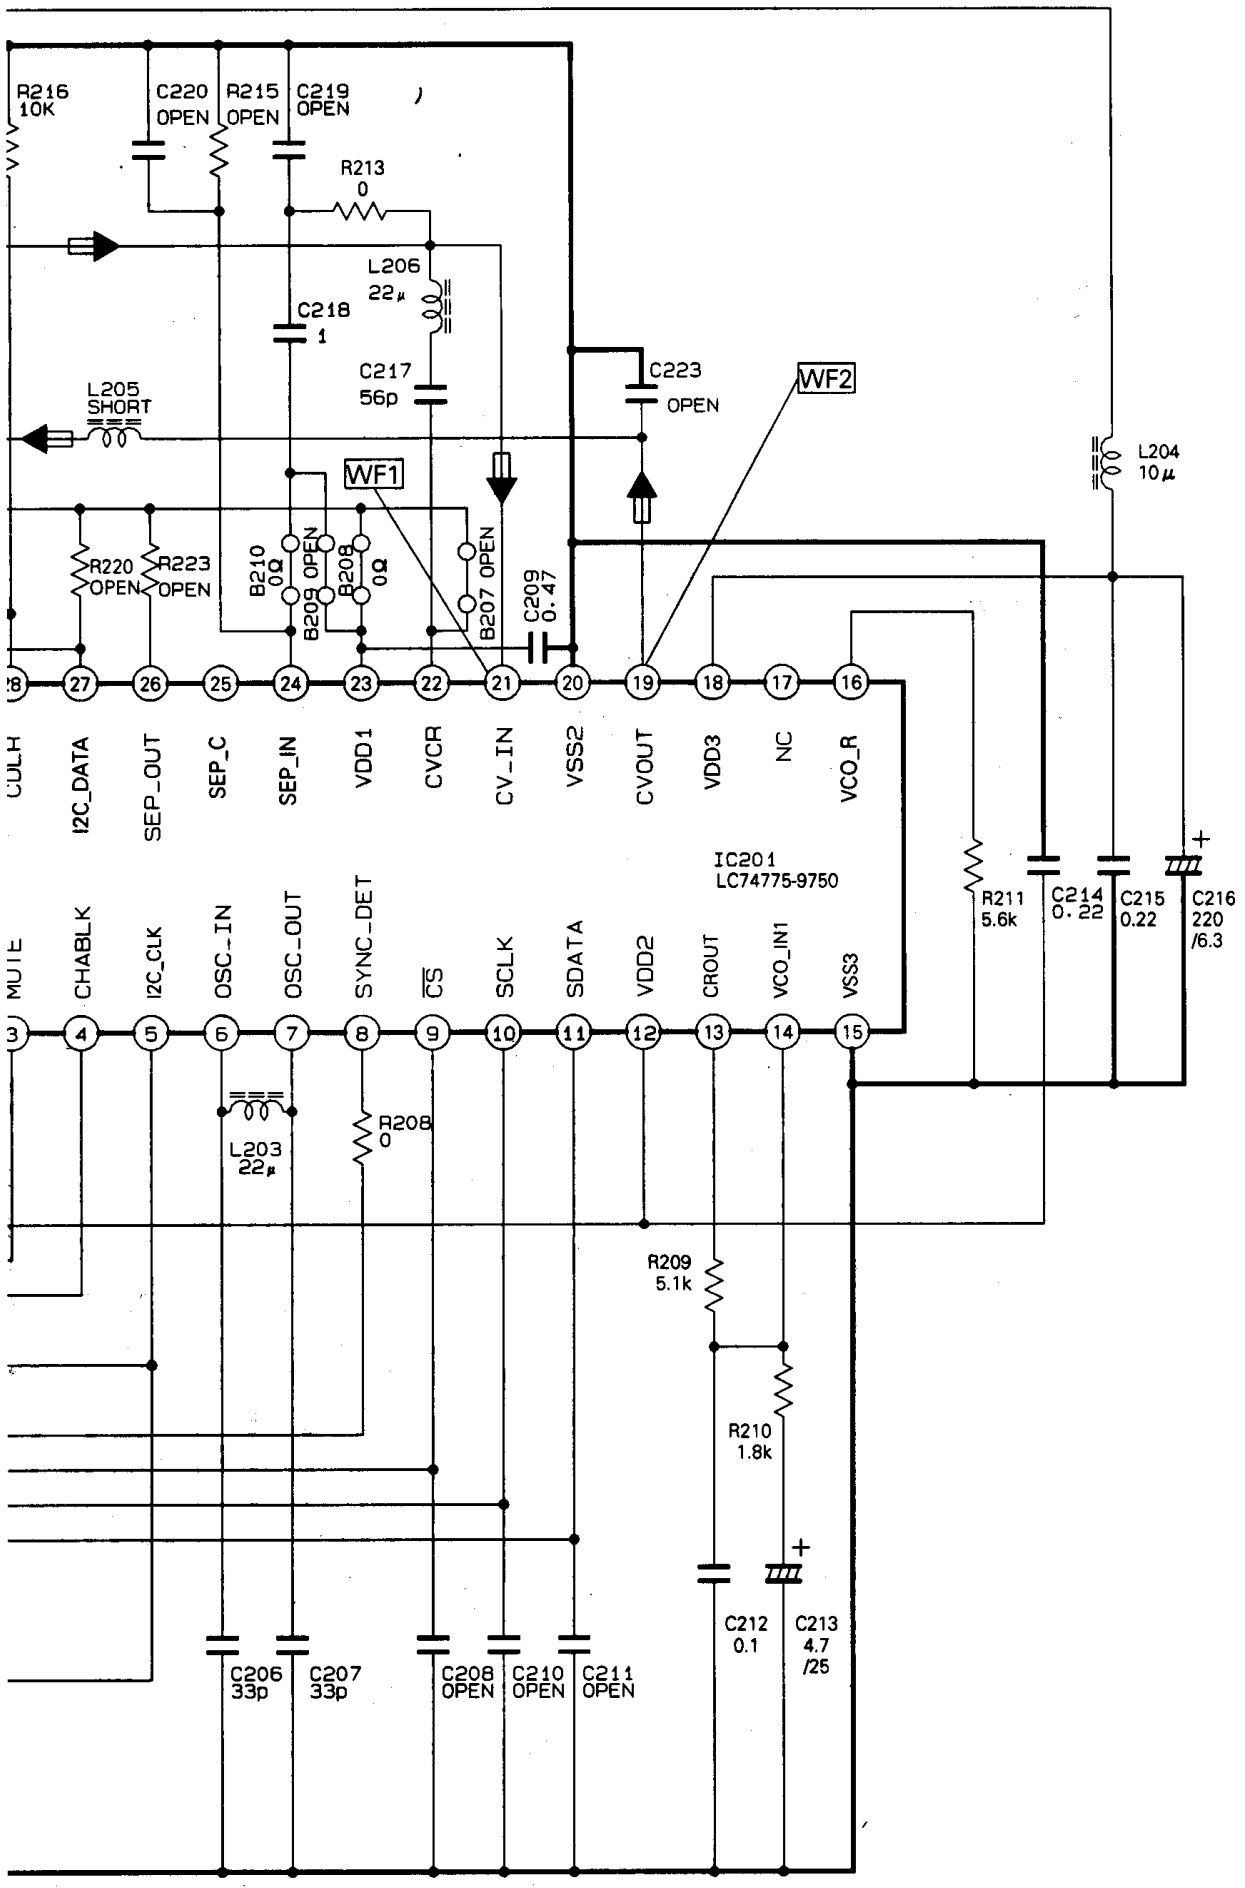 R216
10K
C220
OPEN
R215
OPEN
C219
OPEN
R213
0
L206
22μ
C218
1
C217
56p
C223
OPEN
WF2
L205
SHORT
WF1
L204
10μ
R220
OPEN
R223
OPEN
B210
0Ω
B209 OPEN
B208
0Ω
B207 OPEN
C209
0.47
28
27
26
25
24
23
22
21
20
19
18
17
16
CDLR
I2C_DATA
SEP_OUT
SEP_C
SEP_IN
VDD1
CVCR
CV_IN
VSS2
CVOUT
VDD3
NC
VCO_R
IC201
LC74775-9750
R211
5.6k
C214
0.22
C215
0.22
+
C216
220
/6.3
MUTE
CHABLK
I2C_CLK
OSC_IN
OSC_OUT
SYNC_DET
CS
SCLK
SDATA
VDD2
CROUT
VCO_IN1
VSS3
3
4
5
6
7
8
9
10
11
12
13
14
15
L203
22μ
R208
0
R209
5.1k
R210
1.8k
+
C212
0.1
C213
4.7
/25
C206
33p
C207
33p
C208
OPEN
C210
OPEN
C211
OPEN